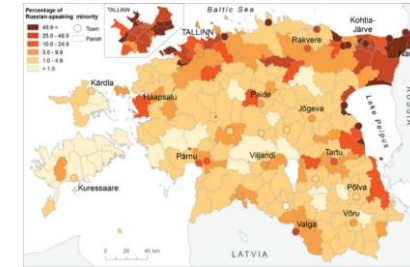 Percentage of
Russian-speaking minority
49.9 <
25.0 - 49.9
10.0 - 24.9
5.0 - 9.9
1.0 - 4.9
< 1.0
Town
Parish
TALLINN
Baltic Sea
TALLINN
Kohtla-
Järve
Rakvere
Na
Kärdla
Haapsalu
Paide
Jõgeva
Lake Peipus
RUSSIA
Pärnu
Viljandi
Tartu
Kuressaare
Põlva
Võru
Valga
0 20 40 km
LATVIA